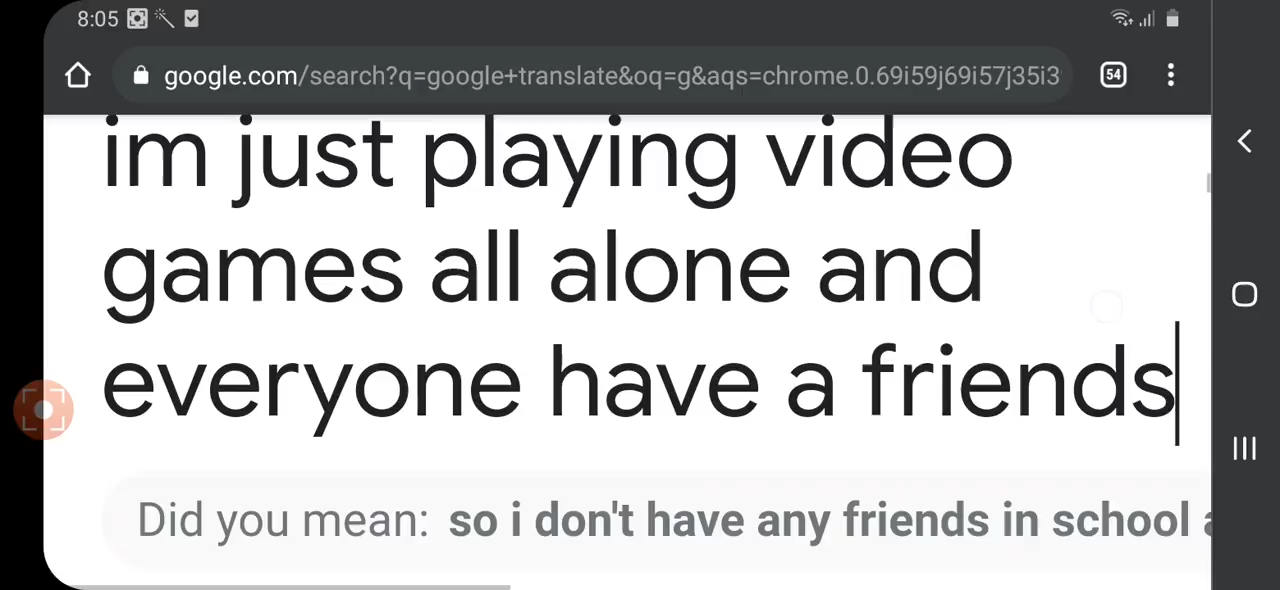 8:05
google.com/search?q=google+translate&oq=g&aqs=chrome.0.69i59j69i57j35i3
54
im just playing video
games all alone and
everyone have a friends
Did you mean: so i don't have any friends in school